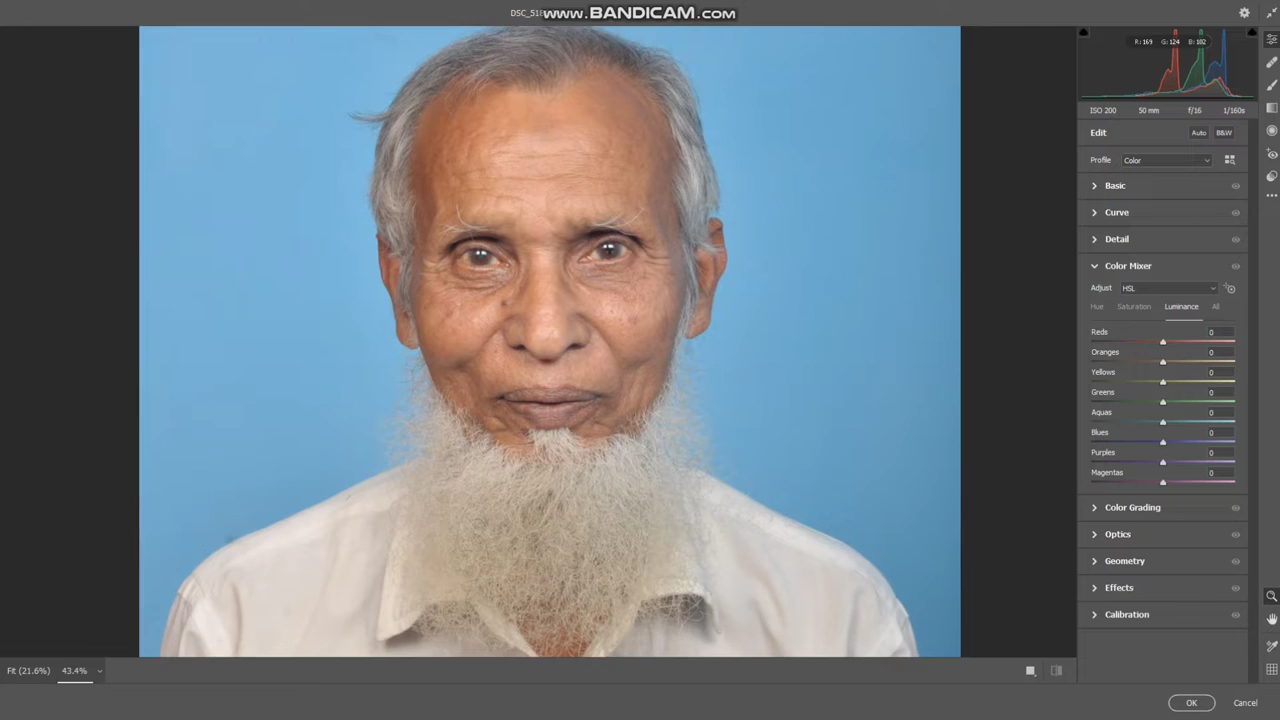 DSC_518
www.BANDICAM.com
R: 169 G: 124 B: 102
ISO 200 50 mm f/16 1/160s
Edit Auto B&W
Profile Color
Basic
Curve
Detail
Color Mixer
Adjust HSL
Hue Saturation Luminance All
Reds 0
Oranges 0
Yellows 0
Greens 0
Aquas 0
Blues 0
Purples 0
Magentas 0
Color Grading
Optics
Geometry
Effects
Calibration
Fit (21.6%) 43.4%
OK Cancel